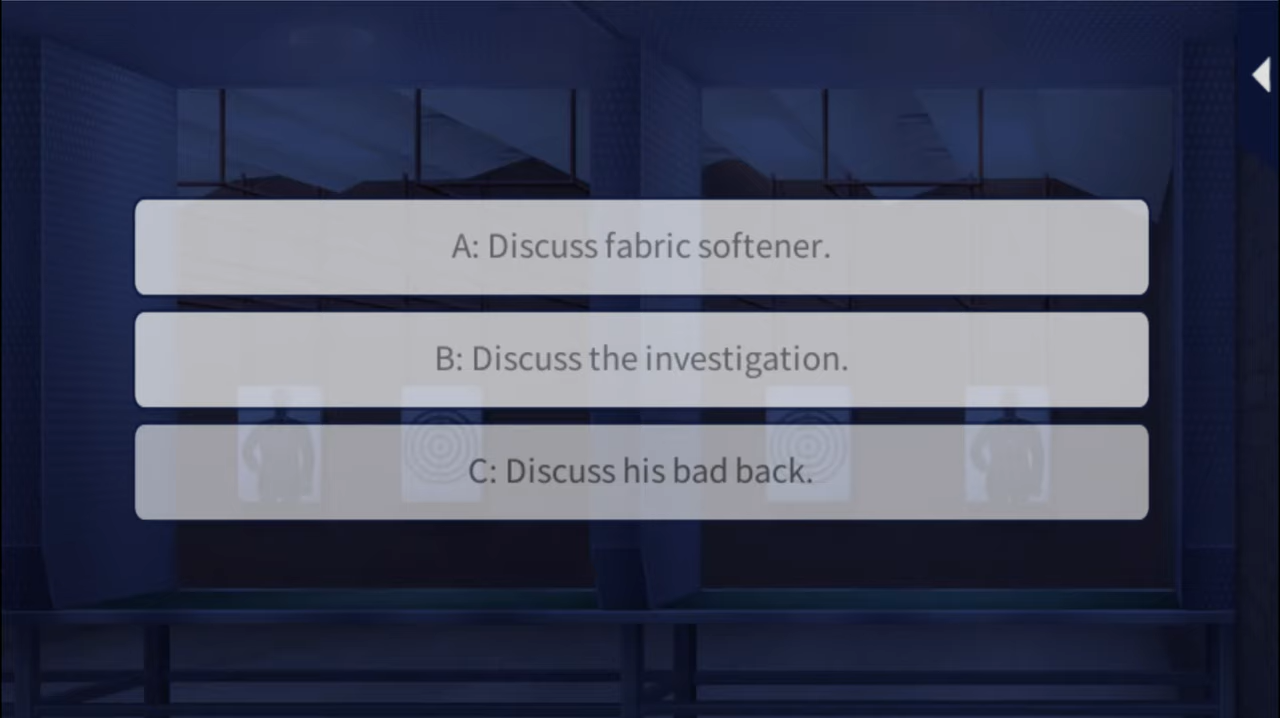 A: Discuss fabric softener.
B: Discuss the investigation.
C: Discuss his bad back.